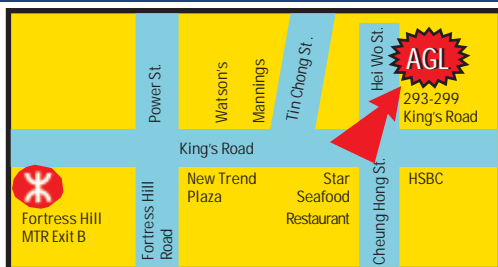 Power St.
Watson's
Mannings
Tin Chong St.
Hei Wo St.
AGL
293-299
King's Road
King's Road
Fortress Hill
MTR Exit B
Fortress Hill
Road
New Trend
Plaza
Star
Seafood
Restaurant
Cheung Hong St.
HSBC